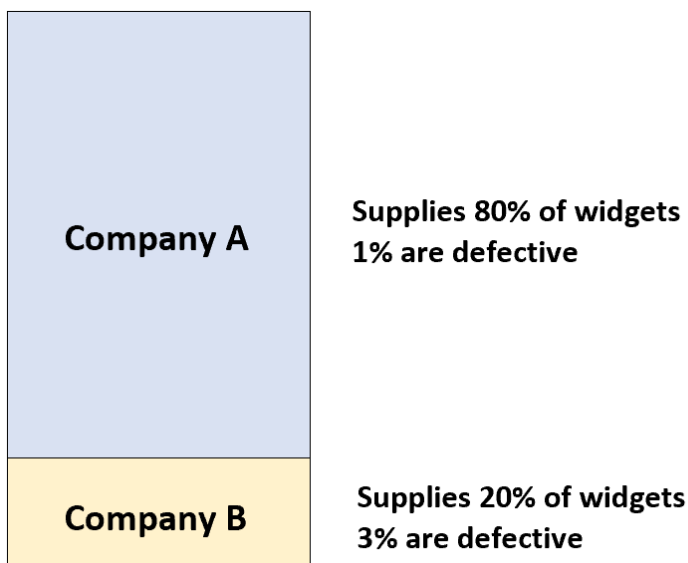 Company A
Supplies 80% of widgets
1% are defective
Company B
Supplies 20% of widgets
3% are defective